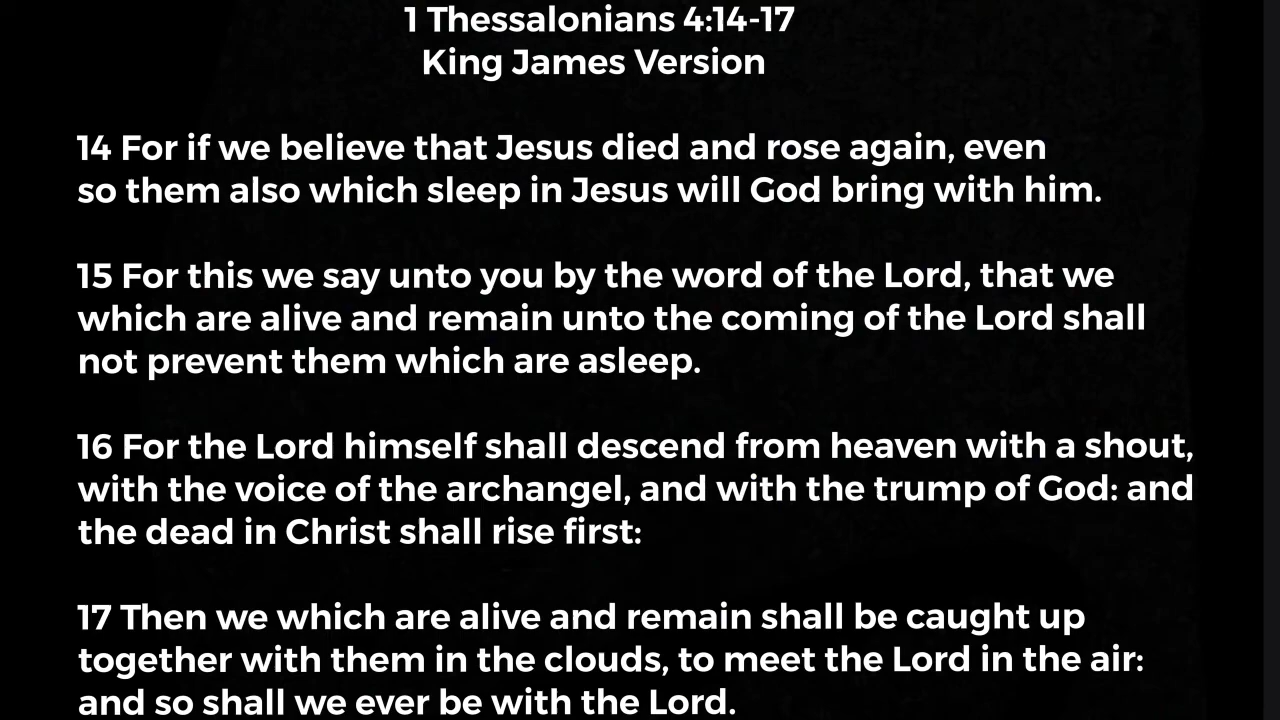 1 Thessalonians 4:14-17
King James Version
14 For if we believe that Jesus died and rose again, even
so them also which sleep in Jesus will God bring with him.
15 For this we say unto you by the word of the Lord, that we
which are alive and remain unto the coming of the Lord shall
not prevent them which are asleep.
16 For the Lord himself shall descend from heaven with a shout,
with the voice of the archangel, and with the trump of God: and
the dead in Christ shall rise first:
17 Then we which are alive and remain shall be caught up
together with them in the clouds, to meet the Lord in the air:
and so shall we ever be with the Lord.